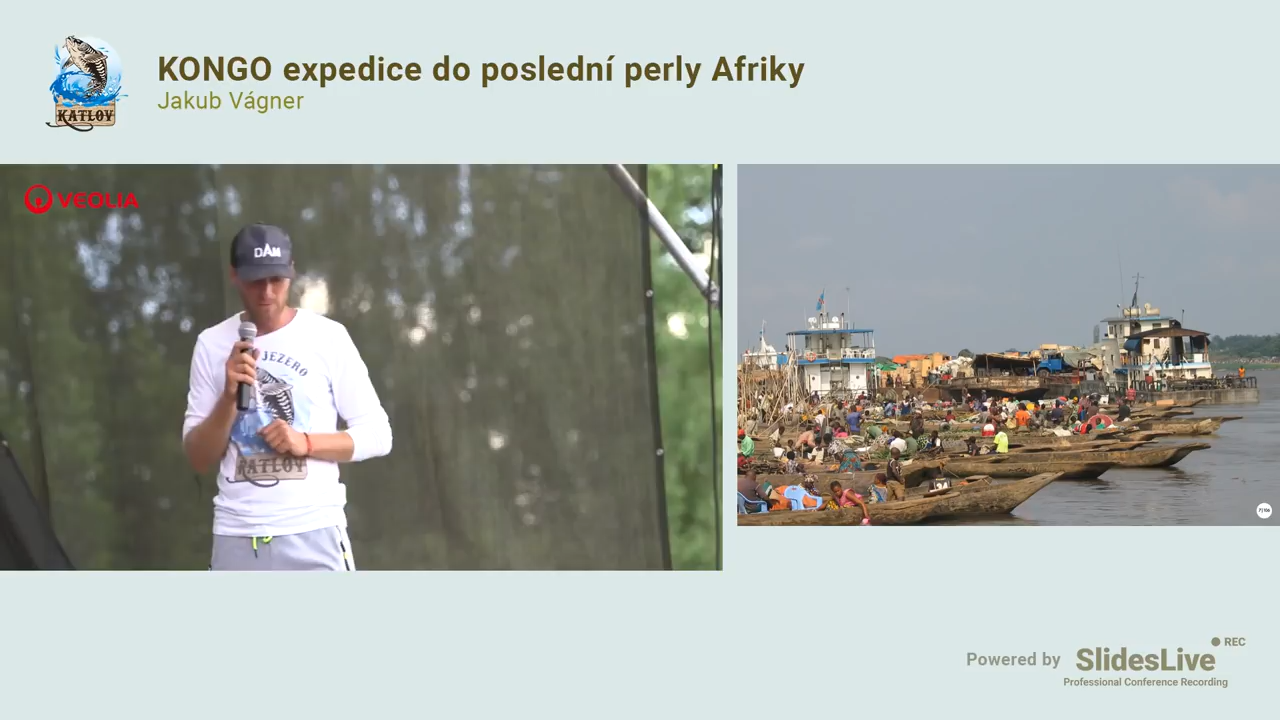 KATLOV
KONGO expedice do poslední perly Afriky
Jakub Vágner
VEOLIA
DAM
JEZERO
KATLOV
REC
Powered by SlidesLive
Professional Conference Recording